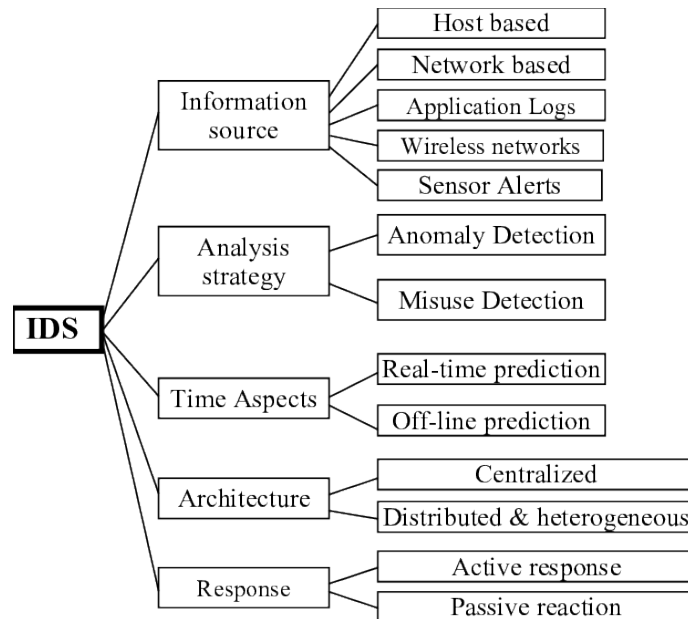 Host based
Network based
Information
source
Application Logs
Wireless networks
Sensor Alerts
Analysis
strategy
Anomaly Detection
Misuse Detection
IDS
Time Aspects
Real-time prediction
Off-line prediction
Architecture
Centralized
Distributed & heterogeneous
Response
Active response
Passive reaction